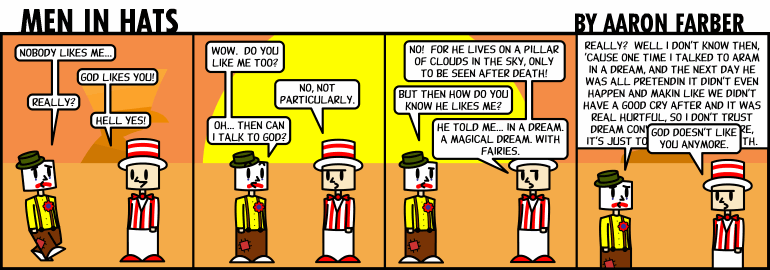 MEN IN HATS
BY AARON FARBER
NOBODY LIKES ME...
GOD LIKES YOU!
REALLY?
HELL YES!
WOW. DO YOU
LIKE ME TOO?
NO, NOT
PARTICULARLY.
OH... THEN CAN
I TALK TO GOD?
NO! FOR HE LIVES ON A PILLAR
OF CLOUDS IN THE SKY, ONLY
TO BE SEEN AFTER DEATH!
BUT THEN HOW DO YOU
KNOW HE LIKES ME?
HE TOLD ME... IN A DREAM.
A MAGICAL DREAM. WITH
FAIRIES.
REALLY? WELL I DON'T KNOW THEN,
'CAUSE ONE TIME I TALKED TO ARAM
IN A DREAM, AND THE NEXT DAY HE
WAS ALL PRETENDIN IT DIDN'T EVEN
HAPPEN AND MAKIN LIKE WE DIDN'T
HAVE A GOOD CRY AFTER AND IT WAS
REAL HURTFUL, SO I DON'T TRUST
DREAM
IT'S JUST
GOD DOESN'T LIKE
YOU ANYMORE.